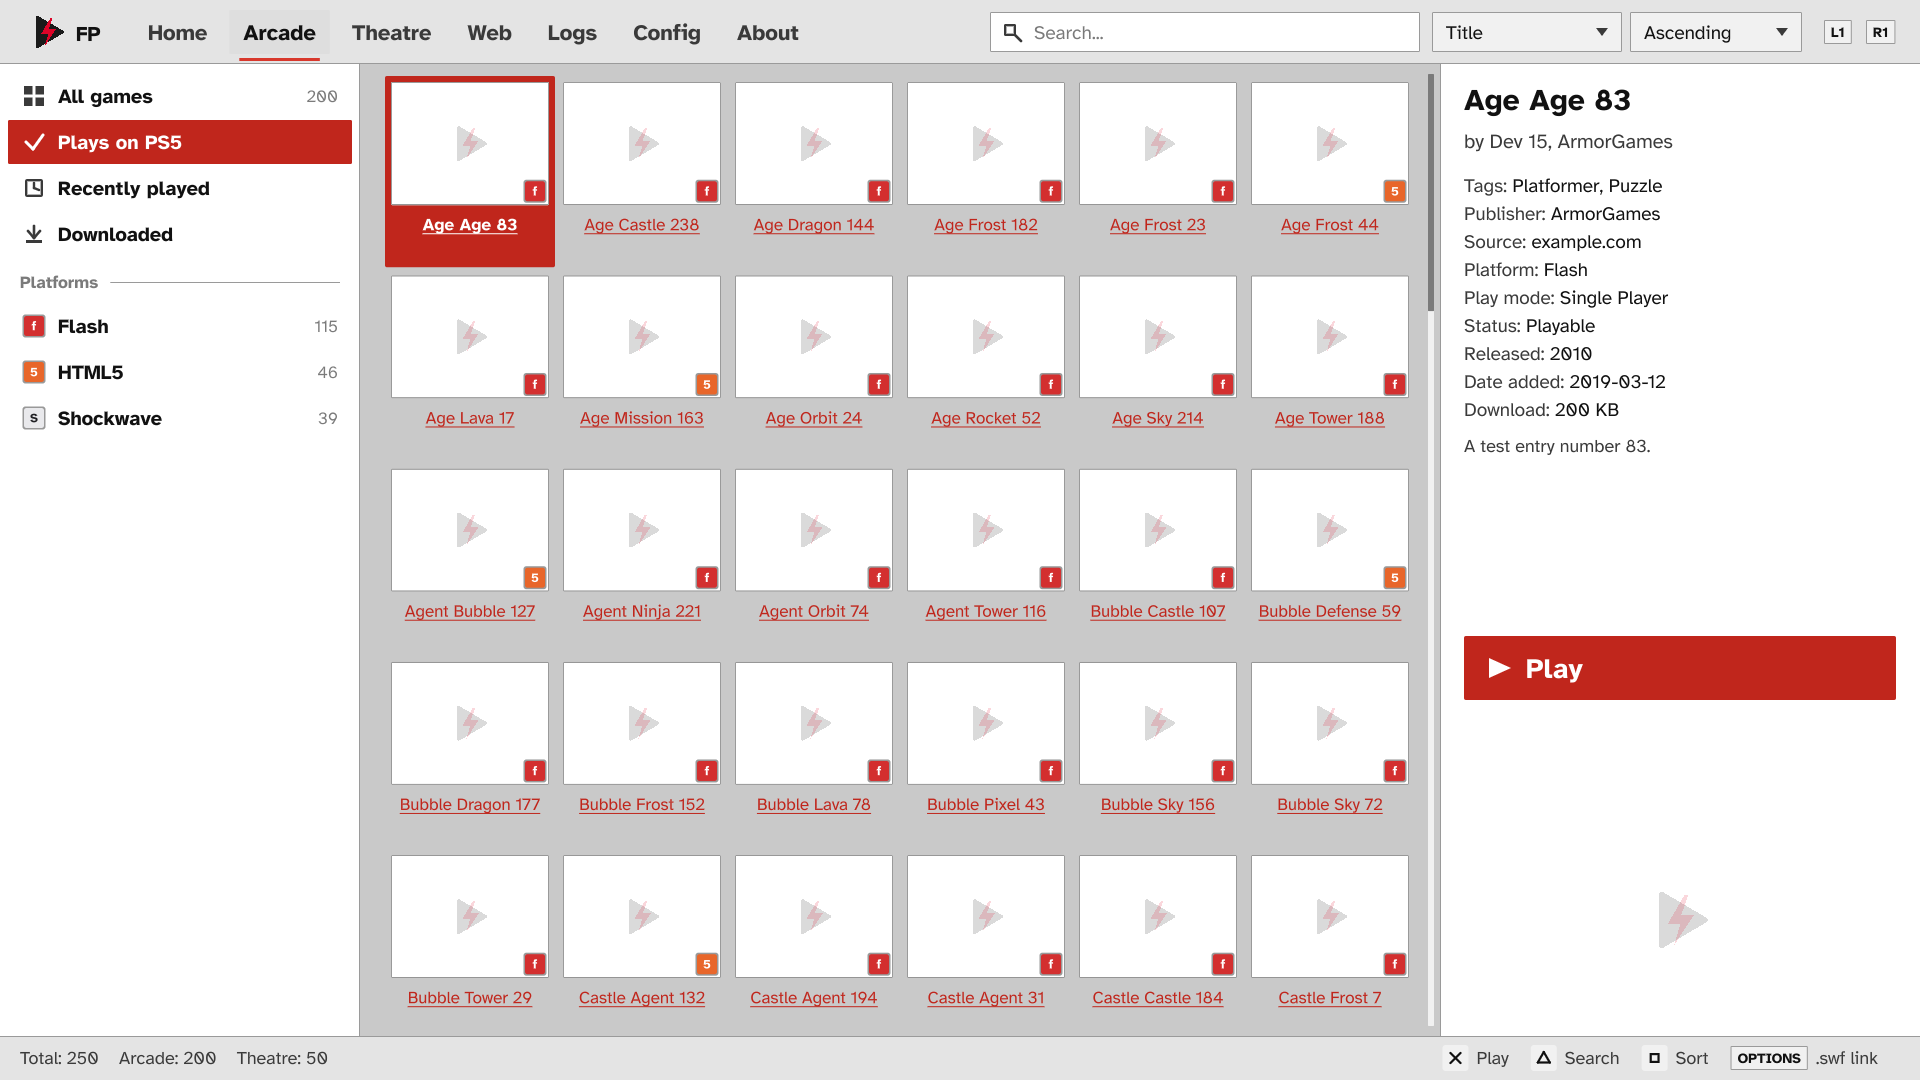 FP Home Arcade Theatre Web Logs Config About Search... Title Ascending L1 R1
All games 200
Plays on PS5
Recently played
Downloaded
Platforms
f Flash 115
5 HTML5 46
S Shockwave 39
f f f f f 5
Age Age 83 Age Castle 238 Age Dragon 144 Age Frost 182 Age Frost 23 Age Frost 44
f 5 f f f f
Age Lava 17 Age Mission 163 Age Orbit 24 Age Rocket 52 Age Sky 214 Age Tower 188
5 f f f f 5
Agent Bubble 127 Agent Ninja 221 Agent Orbit 74 Agent Tower 116 Bubble Castle 107 Bubble Defense 59
f f f f f f
Bubble Dragon 177 Bubble Frost 152 Bubble Lava 78 Bubble Pixel 43 Bubble Sky 156 Bubble Sky 72
f 5 f f f f
Bubble Tower 29 Castle Agent 132 Castle Agent 194 Castle Agent 31 Castle Castle 184 Castle Frost 7
Age Age 83
by Dev 15, ArmorGames
Tags: Platformer, Puzzle
Publisher: ArmorGames
Source: example.com
Platform: Flash
Play mode: Single Player
Status: Playable
Released: 2010
Date added: 2019-03-12
Download: 200 KB
A test entry number 83.
Play
Total: 250 Arcade: 200 Theatre: 50 Play Search Sort OPTIONS .swf link